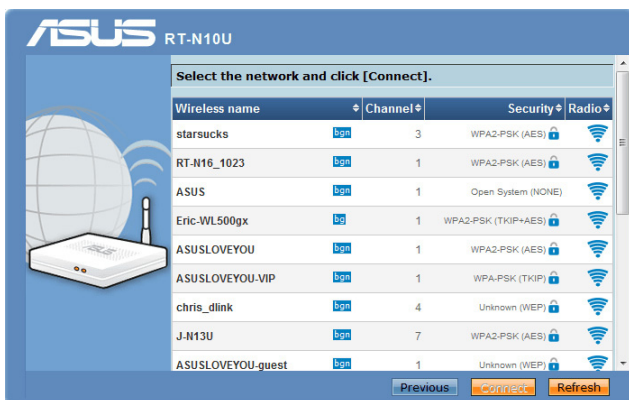 ASUS RT-N10U
Select the network and click [Connect].
Wireless name Channel Security Radio
starsucks bgn 3 WPA2-PSK (AES)
RT-N16_1023 bgn 1 WPA2-PSK (AES)
ASUS bgn 1 Open System (NONE)
Eric-WL500gx bg 1 WPA2-PSK (TKIP+AES)
ASUSLOVEYOU bgn 1 WPA2-PSK (AES)
ASUSLOVEYOU-VIP bgn 1 WPA-PSK (TKIP)
chris_dlink bgn 4 Unknown (WEP)
J-N13U bgn 7 WPA2-PSK (AES)
ASUSLOVEYOU-guest bgn 1 Unknown (WEP)
ASUS
Previous Connect Refresh